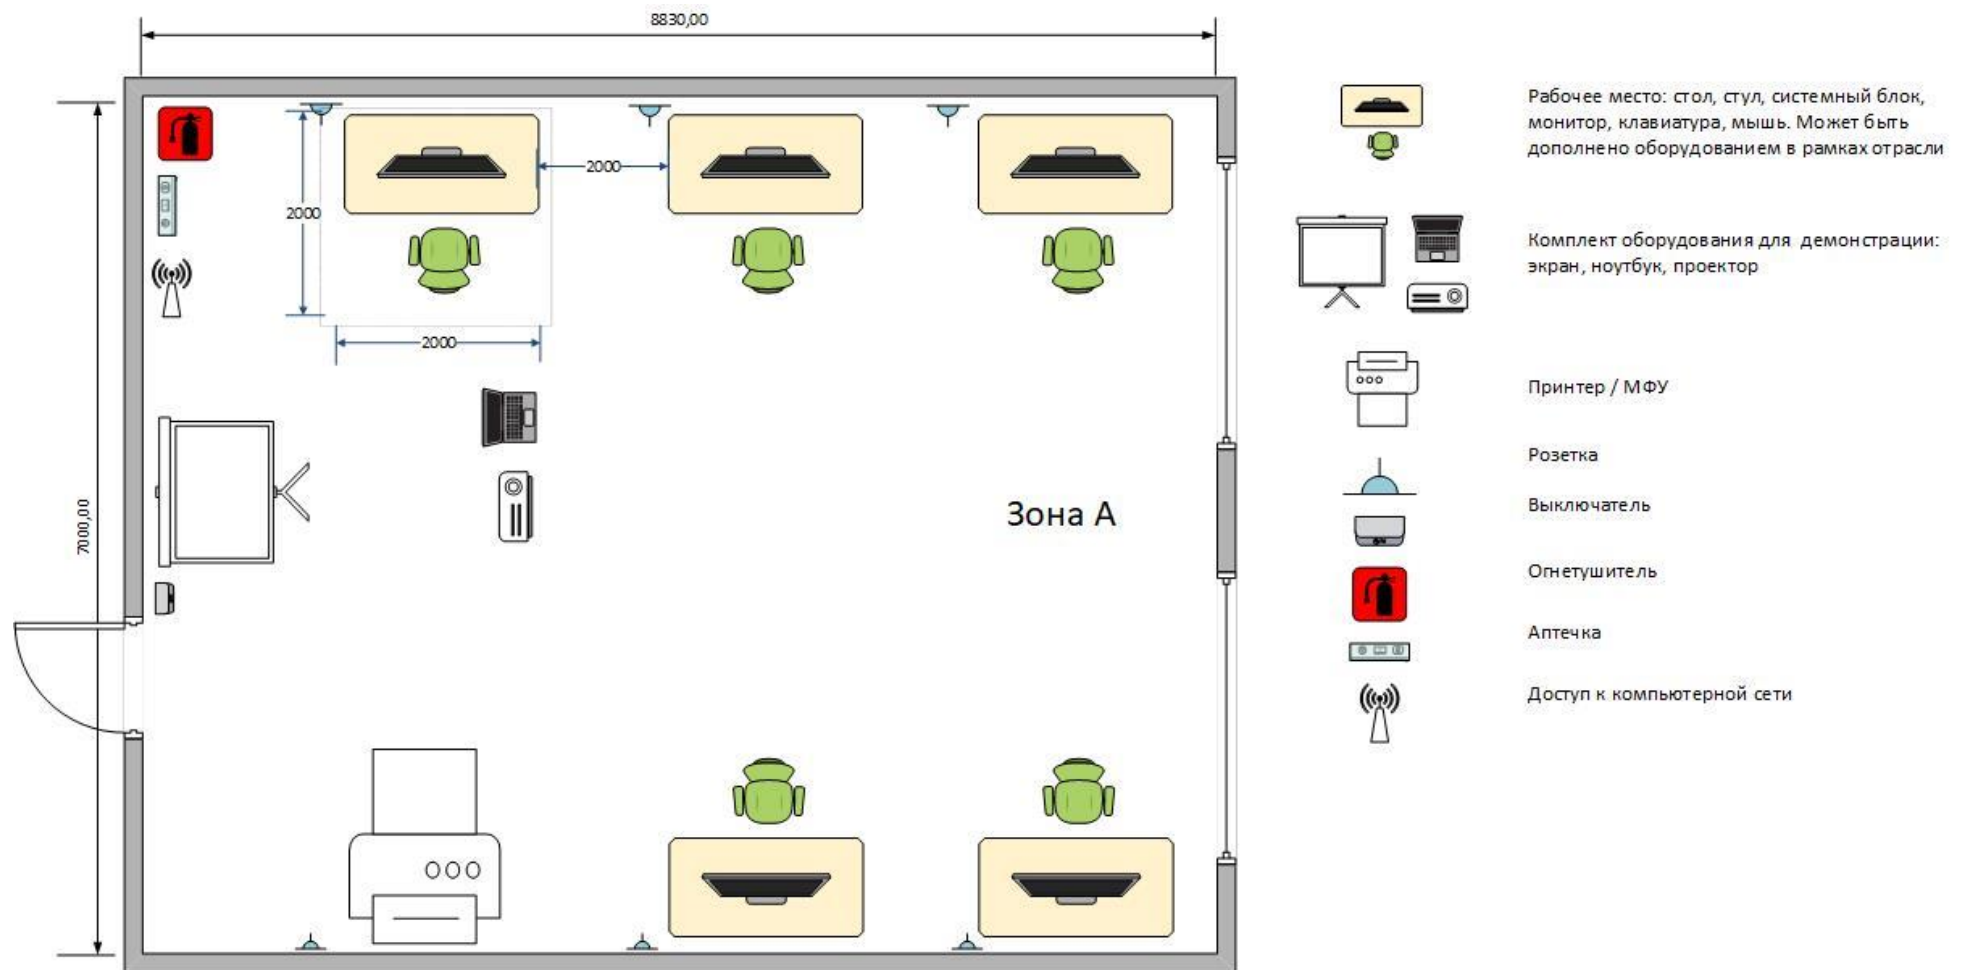 8830,00
2000
2000
2000
7000,00
Зона А
Рабочее место: стол, стул, системный блок,
монитор, клавиатура, мышь. Может быть
дополнено оборудованием в рамках отрасли
Комплект оборудования для демонстрации:
экран, ноутбук, проектор
Принтер / МФУ
Розетка
Выключатель
Огнетушитель
Аптечка
Доступ к компьютерной сети